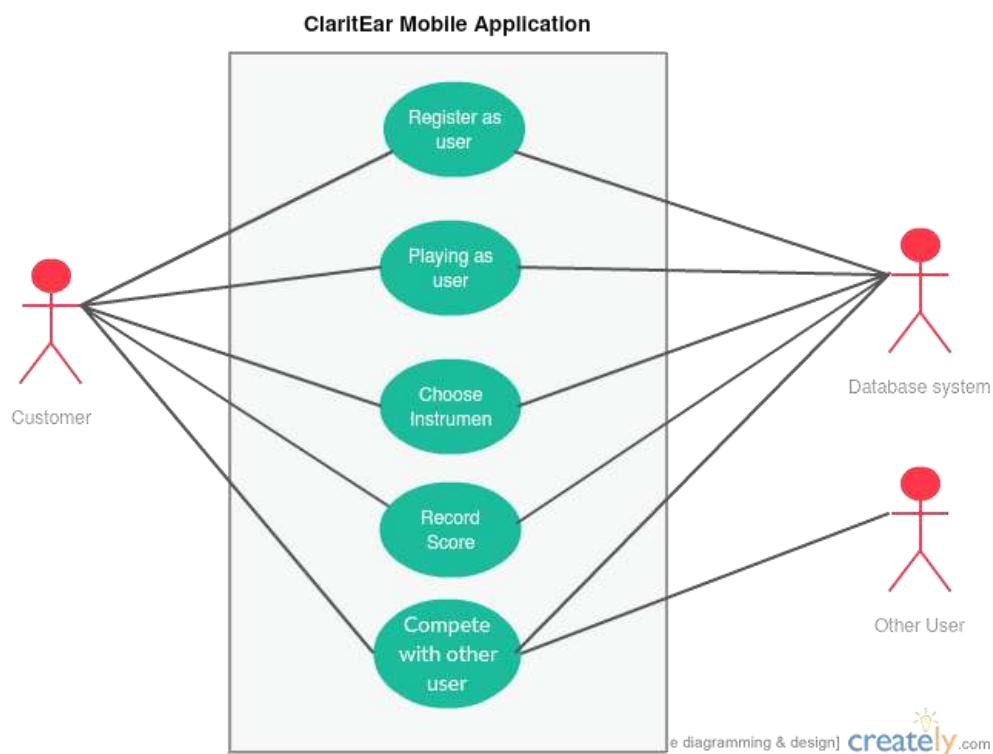 ClaritEar Mobile Application
Register as
user
Playing as
user
Choose
Instrumen
Record
Score
Compete
with other
user
Customer
Database system
Other User
e diagramming & design]
creately.com